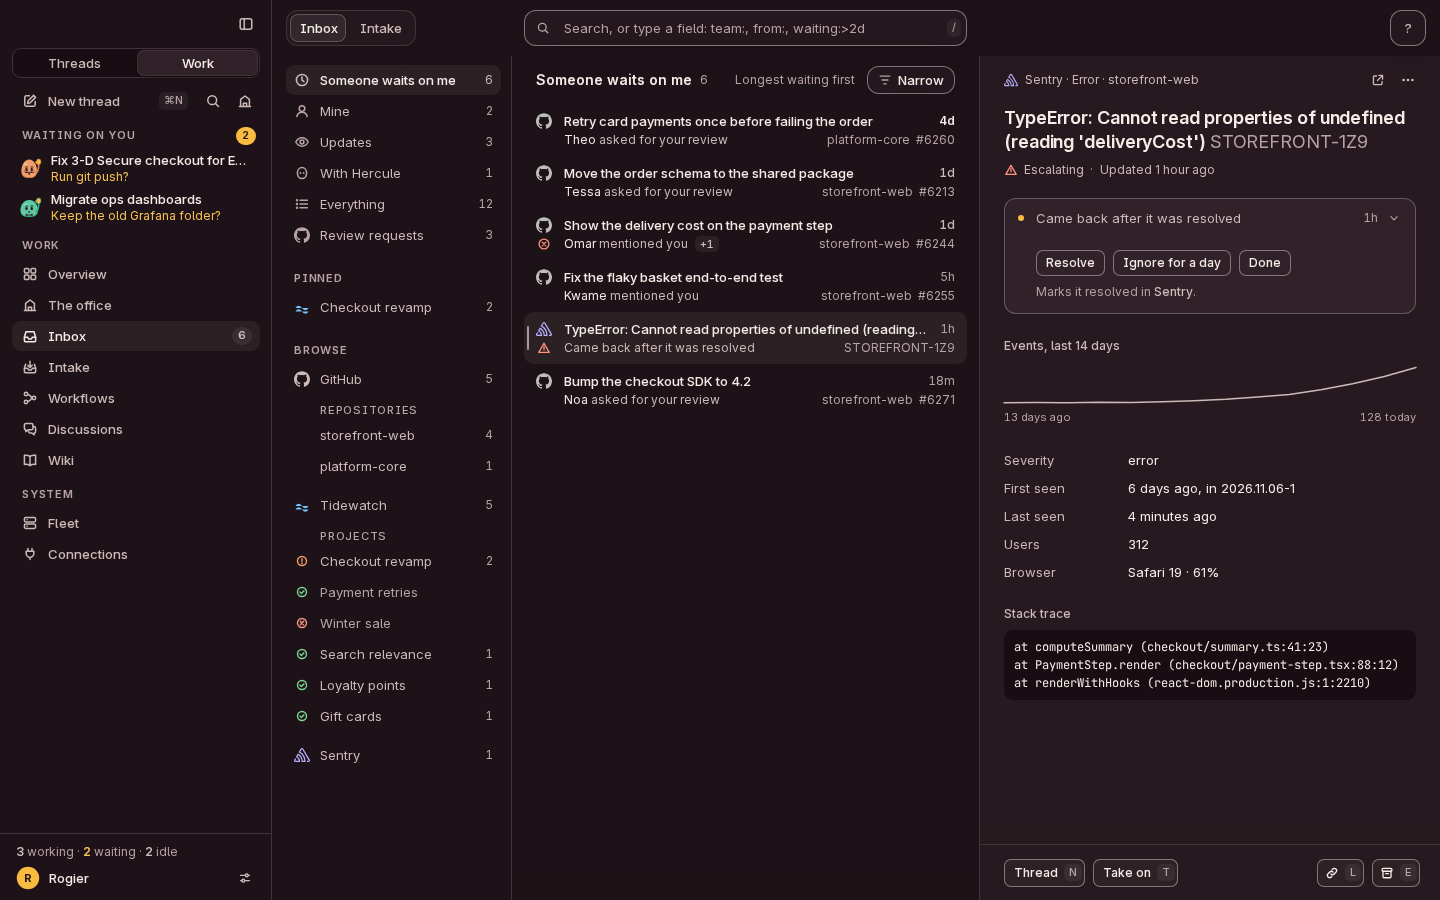 Threads
Work
New thread
⌘N
WAITING ON YOU
2
Fix 3-D Secure checkout for E…
Run git push?
Migrate ops dashboards
Keep the old Grafana folder?
WORK
Overview
The office
Inbox
6
Intake
Workflows
Discussions
Wiki
SYSTEM
Fleet
Connections
3 working · 2 waiting · 2 idle
R
Rogier
Inbox
Intake
Someone waits on me
6
Mine
2
Updates
3
With Hercule
1
Everything
12
Review requests
3
PINNED
Checkout revamp
2
BROWSE
GitHub
5
REPOSITORIES
storefront-web
4
platform-core
1
Tidewatch
5
PROJECTS
Checkout revamp
2
Payment retries
Winter sale
Search relevance
1
Loyalty points
1
Gift cards
1
Sentry
1
Search, or type a field: team:, from:, waiting:>2d
/
?
Someone waits on me 6
Longest waiting first
Narrow
Retry card payments once before failing the order
4d
Theo asked for your review
platform-core #6260
Move the order schema to the shared package
1d
Tessa asked for your review
storefront-web #6213
Show the delivery cost on the payment step
1d
Omar mentioned you +1
storefront-web #6244
Fix the flaky basket end-to-end test
5h
Kwame mentioned you
storefront-web #6255
TypeError: Cannot read properties of undefined (reading…
1h
Came back after it was resolved
STOREFRONT-1Z9
Bump the checkout SDK to 4.2
18m
Noa asked for your review
storefront-web #6271
Sentry · Error · storefront-web
TypeError: Cannot read properties of undefined
(reading 'deliveryCost') STOREFRONT-1Z9
Escalating · Updated 1 hour ago
Came back after it was resolved
1h
Resolve
Ignore for a day
Done
Marks it resolved in Sentry.
Events, last 14 days
13 days ago
128 today
Severity
error
First seen
6 days ago, in 2026.11.06-1
Last seen
4 minutes ago
Users
312
Browser
Safari 19 · 61%
Stack trace
at computeSummary (checkout/summary.ts:41:23)
at PaymentStep.render (checkout/payment-step.tsx:88:12)
at renderWithHooks (react-dom.production.js:1:2210)
Thread N
Take on T
L
E